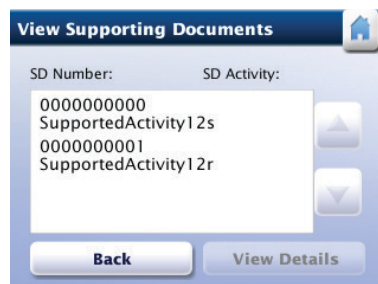 View Supporting Documents
SD Number: SD Activity:
0000000000
SupportedActivity12s
0000000001
SupportedActivity12r
Back View Details